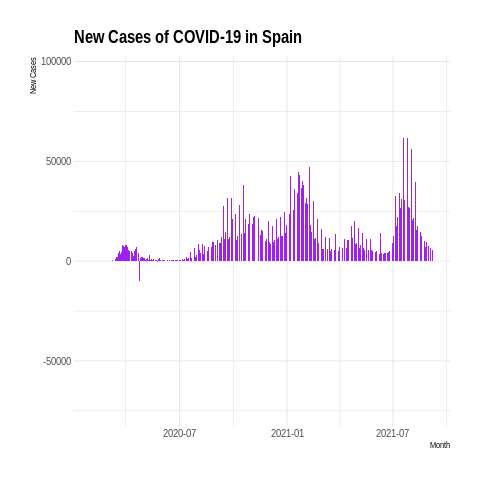 New Cases of COVID-19 in Spain
New Cases
100000
50000
0
-50000
2020-07
2021-01
2021-07
Month